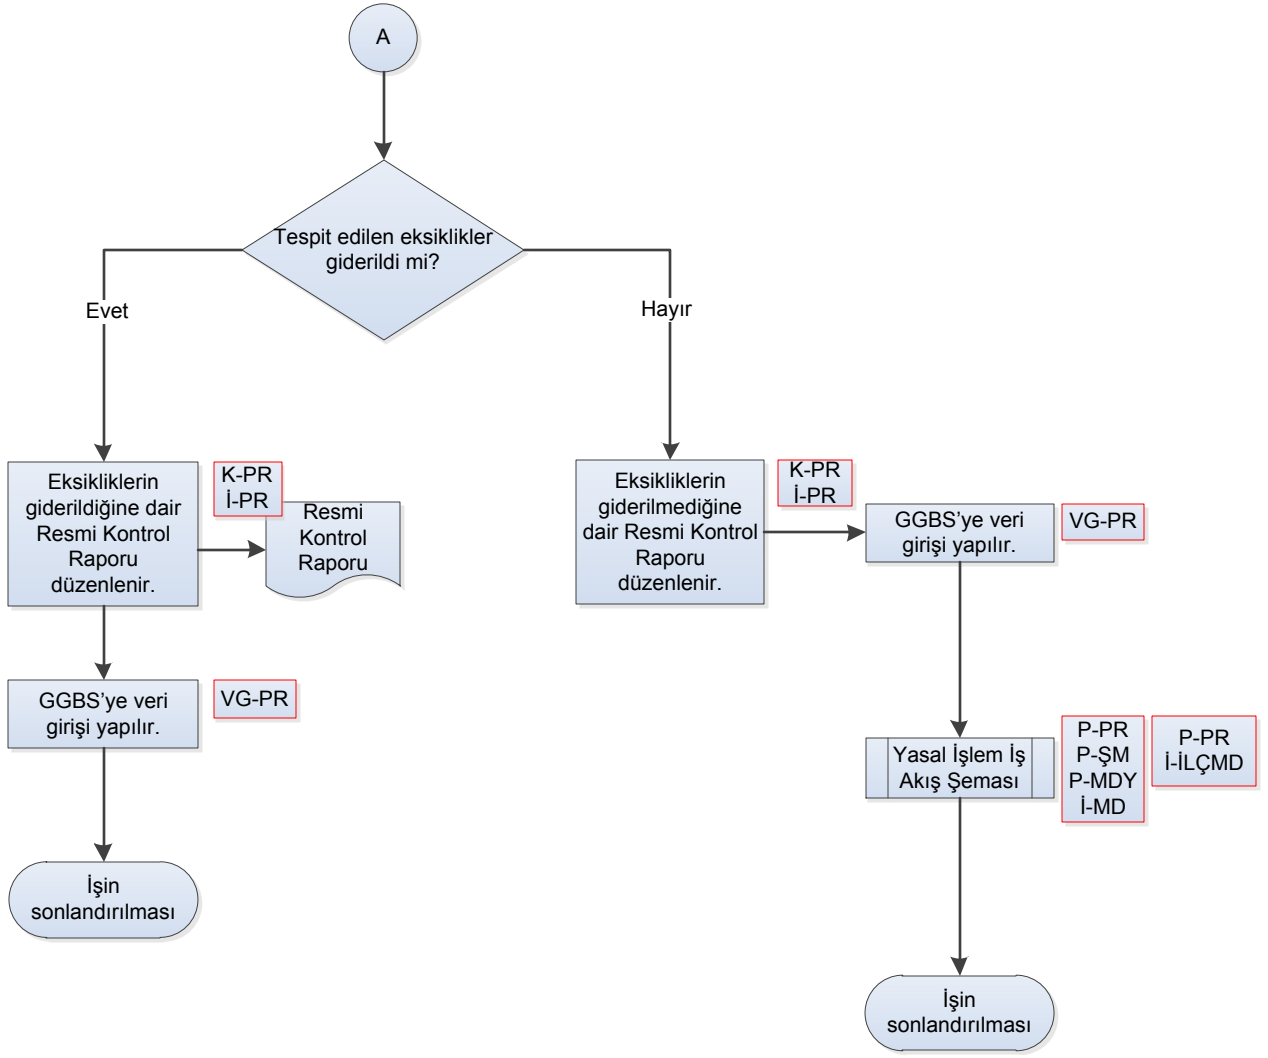 A
Tespit edilen eksiklikler
giderildi mi?
Evet
Hayır
Eksikliklerin
giderildiğine dair
Resmi Kontrol
Raporu
düzenlenir.
K-PR
İ-PR
Resmi
Kontrol
Raporu
GGBS’ye veri
girişi yapılır.
VG-PR
İşin
sonlandırılması
Eksikliklerin
giderilmediğine
dair Resmi Kontrol
Raporu
düzenlenir.
K-PR
İ-PR
GGBS’ye veri
girişi yapılır.
VG-PR
Yasal İşlem İş
Akış Şeması
P-PR
P-ŞM
P-MDY
İ-MD
P-PR
İ-İLÇMD
İşin
sonlandırılması